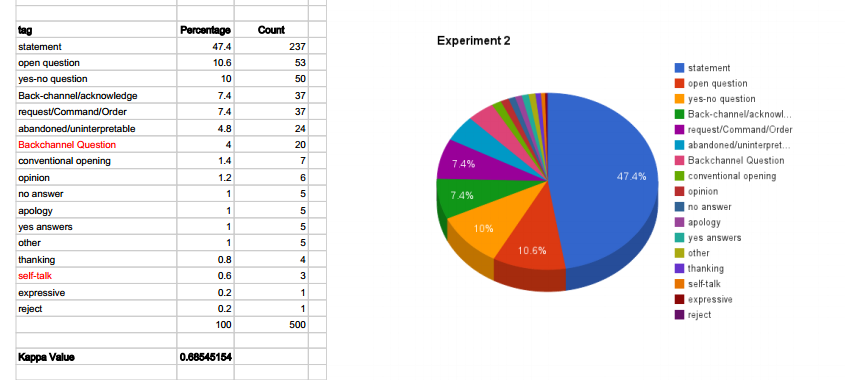 tag Percentage Count
statement 47.4 237
open question 10.6 53
yes-no question 10 50
Back-channel/acknowledge 7.4 37
request/Command/Order 7.4 37
abandoned/uninterpretable 4.8 24
Backchannel Question 4 20
conventional opening 1.4 7
opinion 1.2 6
no answer 1 5
apology 1 5
yes answers 1 5
other 1 5
thanking 0.8 4
self-talk 0.6 3
expressive 0.2 1
reject 0.2 1
100 500
Kappa Value 0.68545154
Experiment 2
47.4%
10.6%
10%
7.4%
7.4%
statement
open question
yes-no question
Back-channel/acknowl...
request/Command/Order
abandoned/uninterpret...
Backchannel Question
conventional opening
opinion
no answer
apology
yes answers
other
thanking
self-talk
expressive
reject